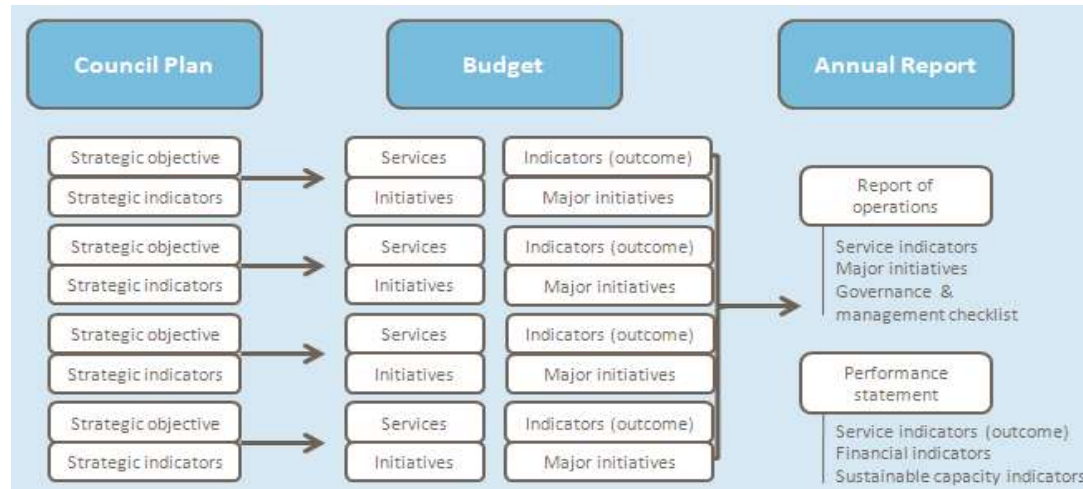 Council Plan
Budget
Annual Report
Strategic objective
Strategic indicators
Services
Initiatives
Indicators (outcome)
Major initiatives
Strategic objective
Strategic indicators
Services
Initiatives
Indicators (outcome)
Major initiatives
Strategic objective
Strategic indicators
Services
Initiatives
Indicators (outcome)
Major initiatives
Strategic objective
Strategic indicators
Services
Initiatives
Indicators (outcome)
Major initiatives
Report of
operations
Service indicators
Major initiatives
Governance &
management checklist
Performance
statement
Service indicators (outcome)
Financial indicators
Sustainable capacity indicators